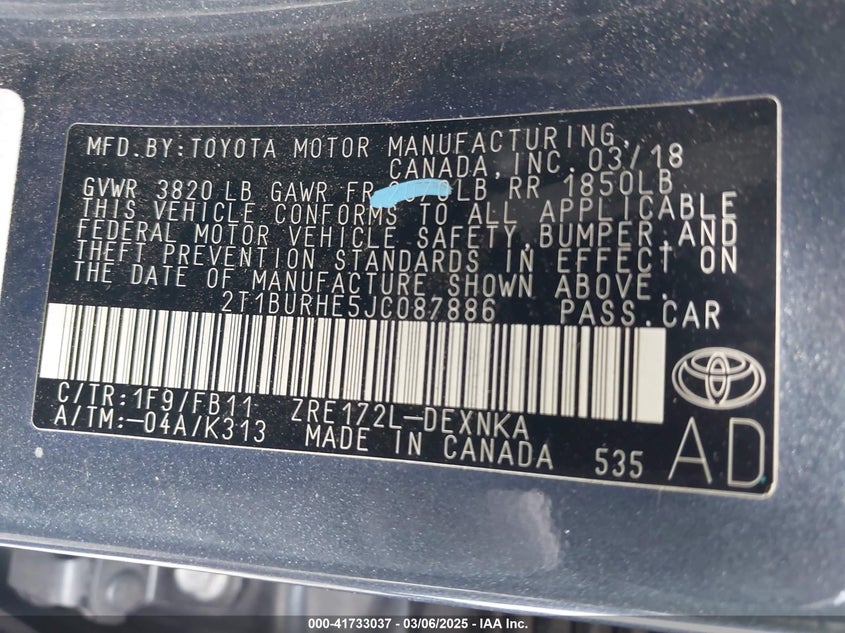 MFD.BY:TOYOTA MOTOR MANUFACTURING,
CANADA,INC. 03/18
GVWR 3820 LB GAWR FR LB RR 1850LB
THIS VEHICLE CONFORMS TO ALL APPLICABLE
FEDERAL MOTOR VEHICLE SAFETY,BUMPER,AND
THEFT PREVENTION STANDARDS IN EFFECT ON
THE DATE OF MANUFACTURE SHOWN ABOVE.
2T1BURHE5JC087886 PASS.CAR
C/TR:1F9/FB11 ZRE172L-DEXNKA
A/TM:-04A/K313 MADE IN CANADA 535 AD
108 - 41733037 - 03/06/2025 - IAA Inc.